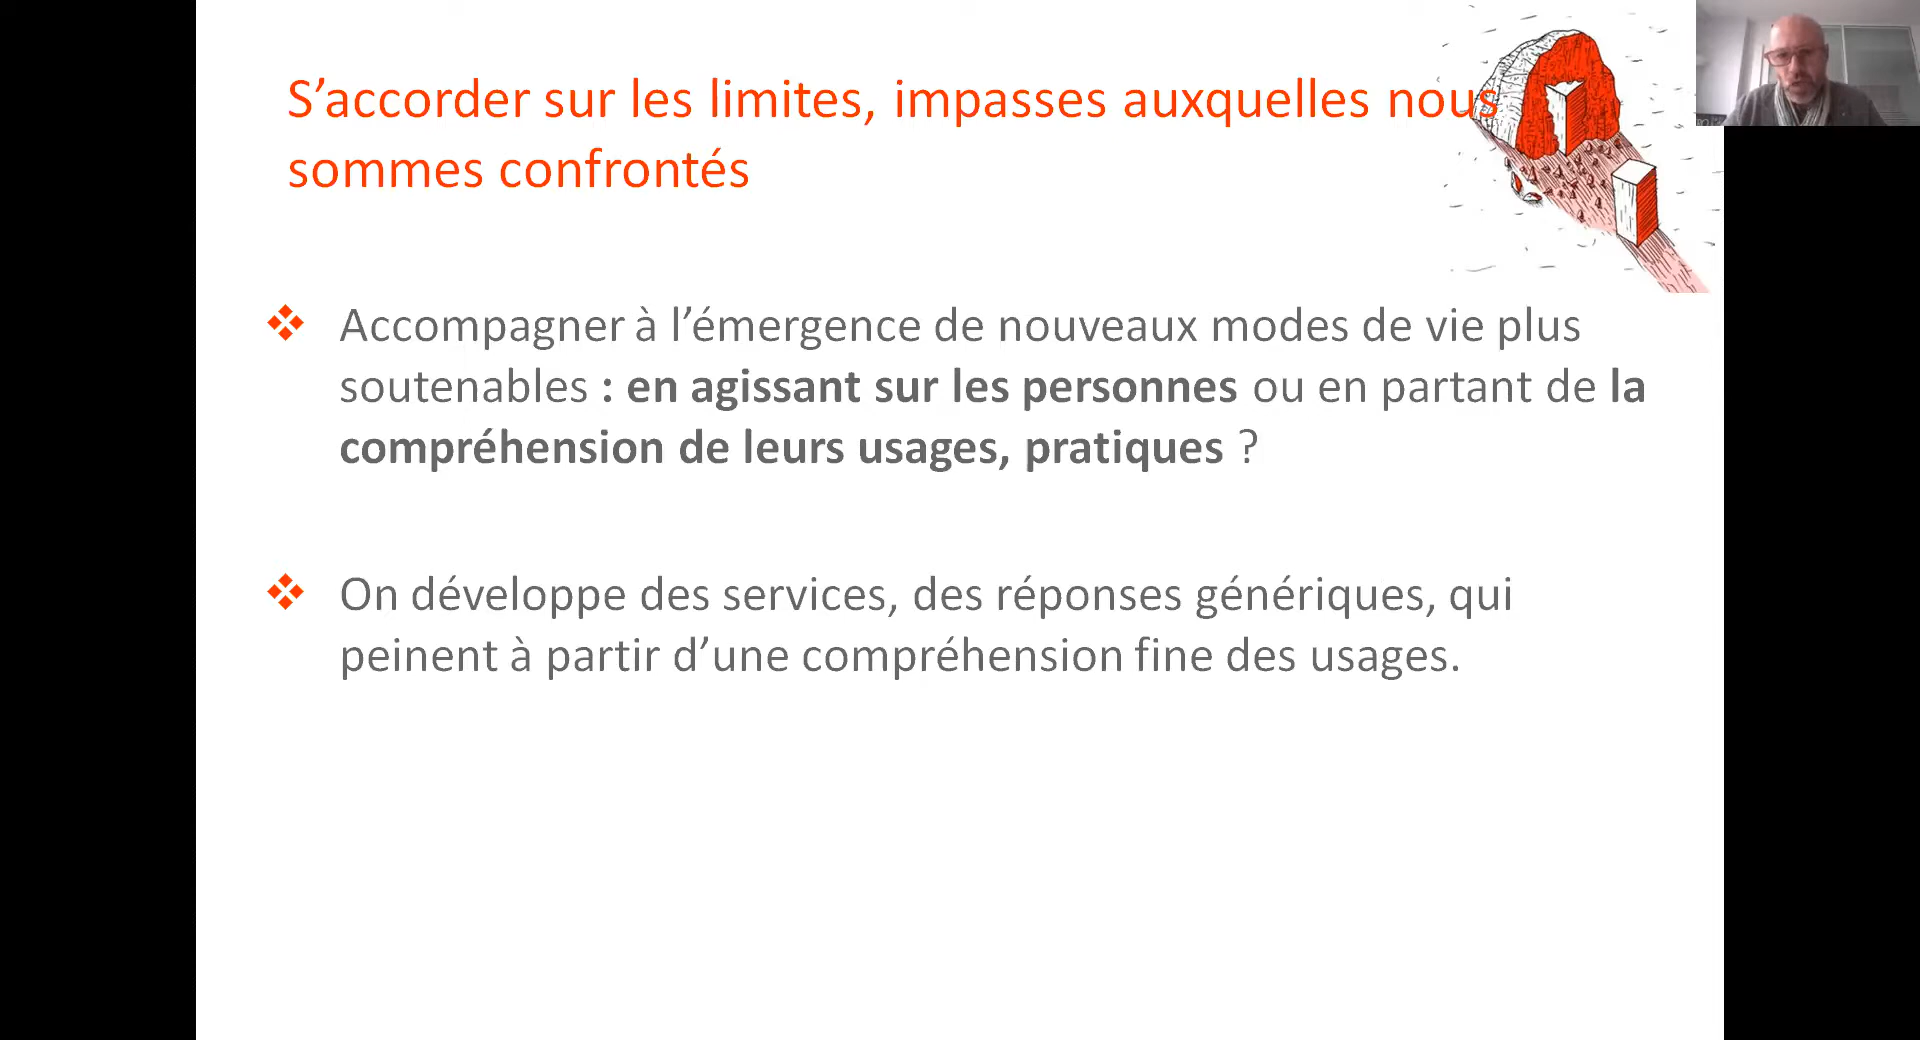 S’accorder sur les limites, impasses auxquelles nous
sommes confrontés
❖ Accompagner à l’émergence de nouveaux modes de vie plus
soutenables : en agissant sur les personnes ou en partant de la
compréhension de leurs usages, pratiques ?
❖ On développe des services, des réponses génériques, qui
peinent à partir d’une compréhension fine des usages.